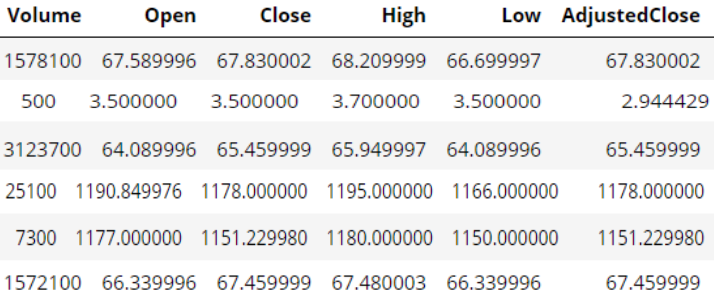 Volume Open Close High Low AdjustedClose
1578100 67.589996 67.830002 68.209999 66.699997 67.830002
500 3.500000 3.500000 3.700000 3.500000 2.944429
3123700 64.089996 65.459999 65.949997 64.089996 65.459999
25100 1190.849976 1178.000000 1195.000000 1166.000000 1178.000000
7300 1177.000000 1151.229980 1180.000000 1150.000000 1151.229980
1572100 66.339996 67.459999 67.480003 66.339996 67.459999